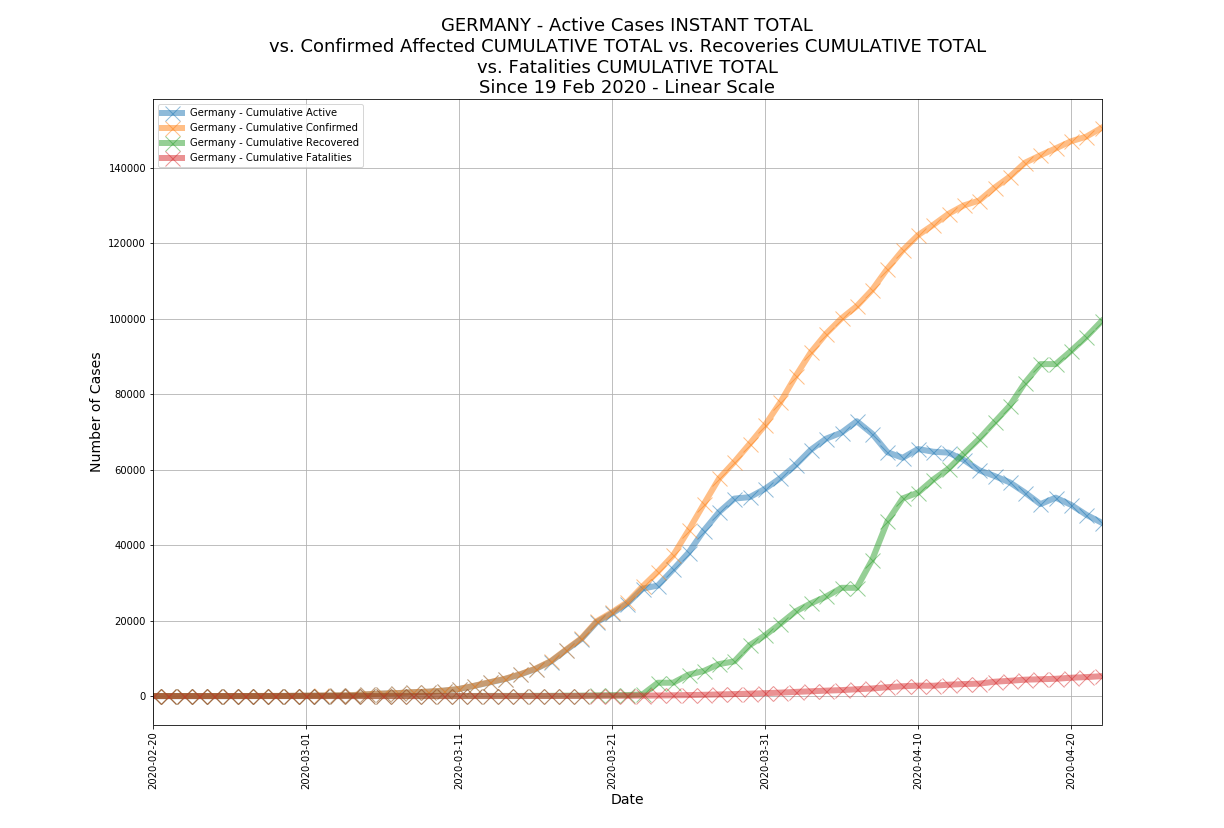 GERMANY - Active Cases INSTANT TOTAL
vs. Confirmed Affected CUMULATIVE TOTAL vs. Recoveries CUMULATIVE TOTAL
vs. Fatalities CUMULATIVE TOTAL
Since 19 Feb 2020 - Linear Scale
Germany - Cumulative Active
Germany - Cumulative Confirmed
Germany - Cumulative Recovered
Germany - Cumulative Fatalities
140000
120000
100000
80000
60000
40000
20000
0
Number of Cases
2020-02-20
2020-03-01
2020-03-11
2020-03-21
2020-03-31
2020-04-10
2020-04-20
Date